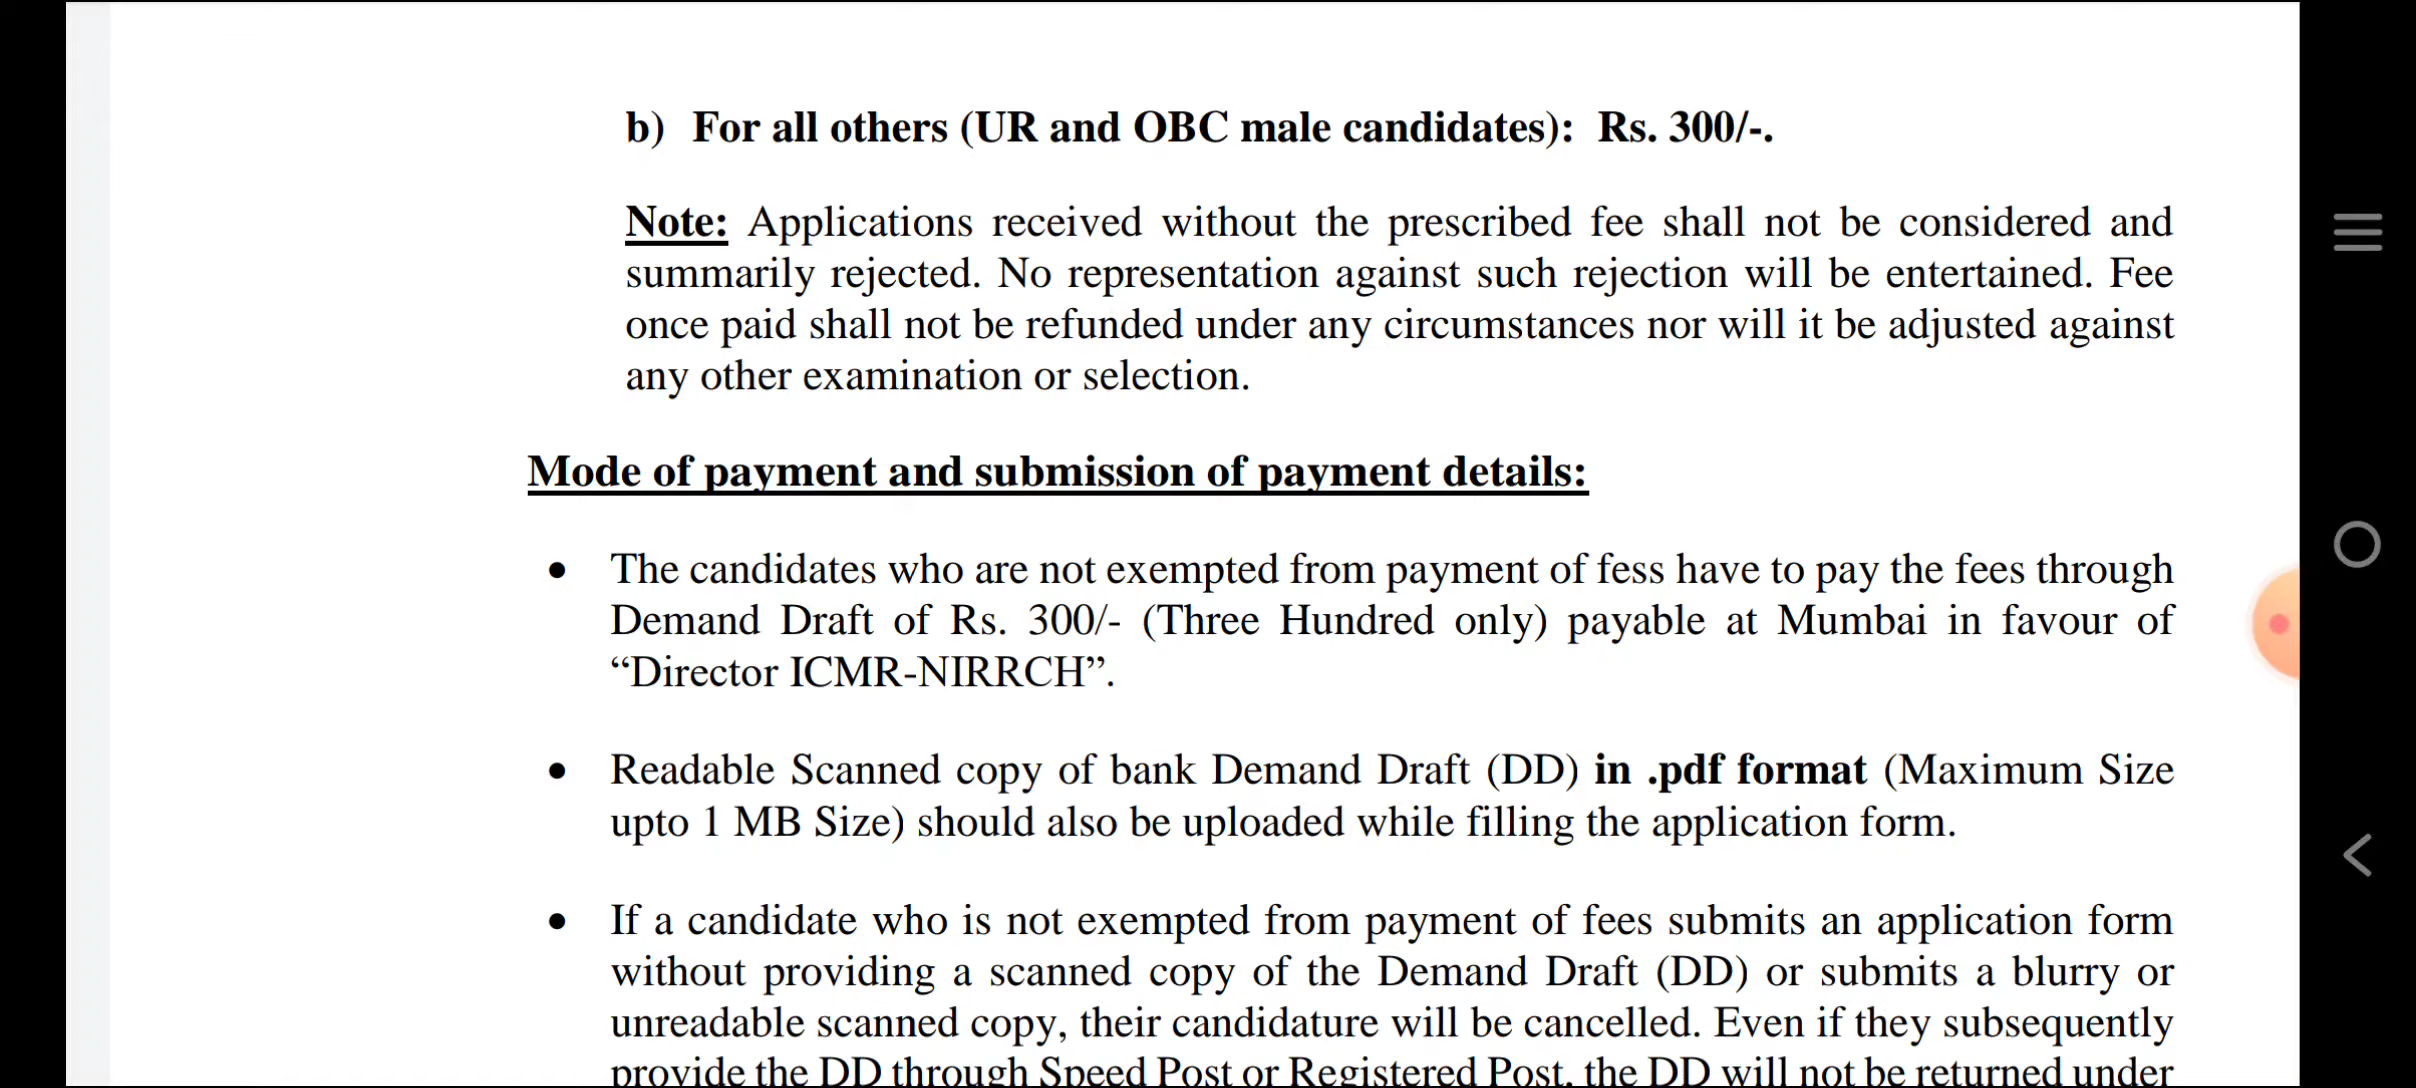 b) For all others (UR and OBC male candidates): Rs. 300/-.
Note: Applications received without the prescribed fee shall not be considered and
summarily rejected. No representation against such rejection will be entertained. Fee
once paid shall not be refunded under any circumstances nor will it be adjusted against
any other examination or selection.
Mode of payment and submission of payment details:
• The candidates who are not exempted from payment of fess have to pay the fees through
Demand Draft of Rs. 300/- (Three Hundred only) payable at Mumbai in favour of
“Director ICMR-NIRRCH”.
• Readable Scanned copy of bank Demand Draft (DD) in .pdf format (Maximum Size
upto 1 MB Size) should also be uploaded while filling the application form.
• If a candidate who is not exempted from payment of fees submits an application form
without providing a scanned copy of the Demand Draft (DD) or submits a blurry or
unreadable scanned copy, their candidature will be cancelled. Even if they subsequently
provide the DD through Speed Post or Registered Post, the DD will not be returned under